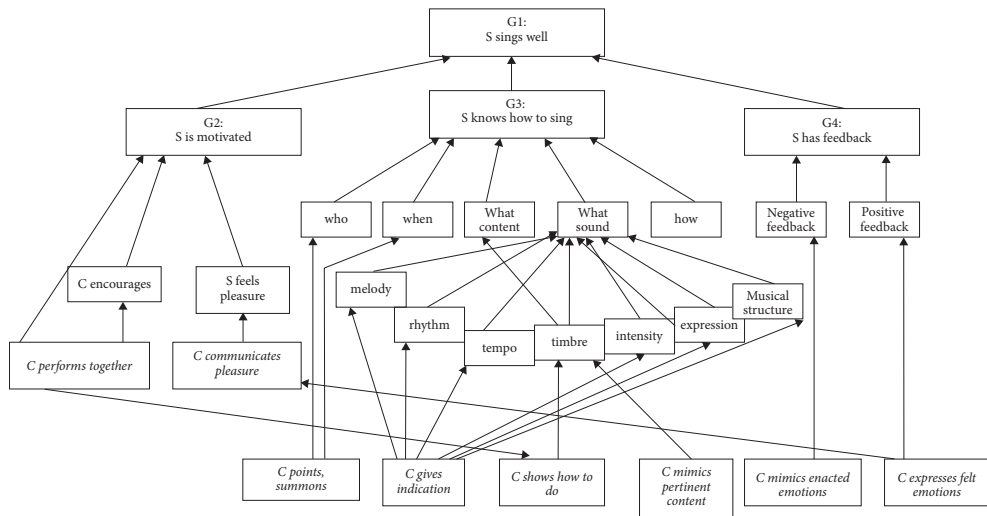 G1:
S sings well
G2:
S is motivated
G3:
S knows how to sing
G4:
S has feedback
who
when
What
content
What
sound
how
Negative
feedback
Positive
feedback
C encourages
S feels
pleasure
melody
rhythm
tempo
timbre
intensity
expression
Musical
structure
C performs together
C communicates
pleasure
C points,
summons
C gives
indication
C shows how to
do
C mimics
pertinent
content
C mimics enacted
emotions
C expresses felt
emotions